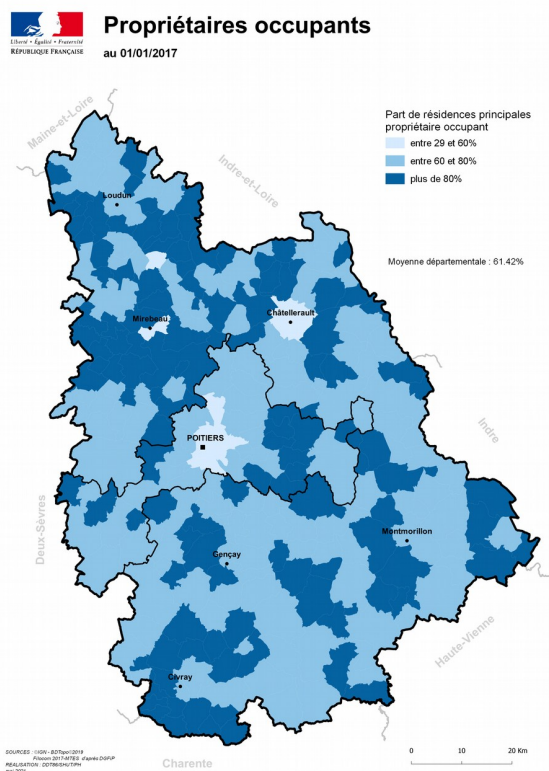 Propriétaires occupants
au 01/01/2017
Liberté • Égalité • Fraternité
RÉPUBLIQUE FRANÇAISE
Part de résidences principales
propriétaire occupant
entre 29 et 60%
entre 60 et 80%
plus de 80%
Moyenne départementale : 61.42%
Maine-et-Loire
Indre-et-Loire
Loudun
Mirebeau
Châtellerault
POITIERS
Indre
Deux-Sèvres
Montmorillon
Gençay
Haute-Vienne
Civray
Charente
SOURCES : ©IGN - BDTopo©2019
Filocom 2017-MTES d'après DGFiP
REALISATION : DDT86/SHUT/PH
0 10 20 Km